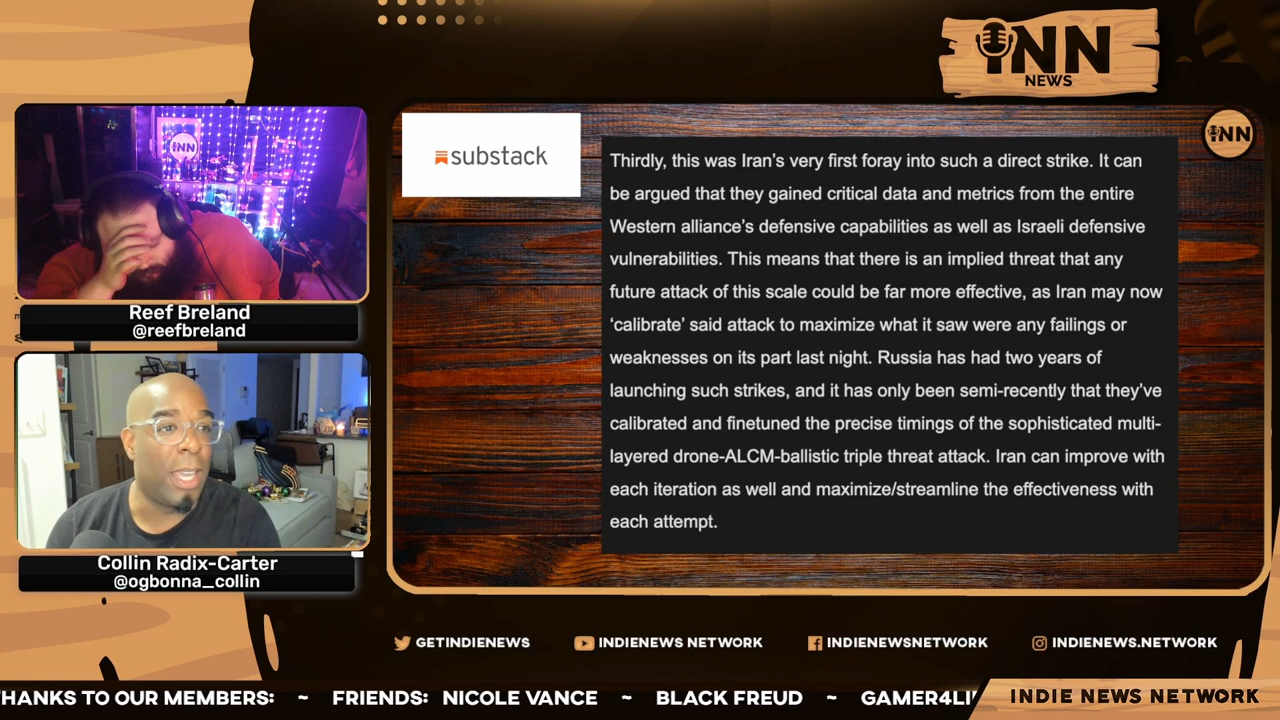 iNN
NEWS
iNN
substack
iNN
Thirdly, this was Iran's very first foray into such a direct strike. It can
be argued that they gained critical data and metrics from the entire
Western alliance's defensive capabilities as well as Israeli defensive
vulnerabilities. This means that there is an implied threat that any
future attack of this scale could be far more effective, as Iran may now
‘calibrate’ said attack to maximize what it saw were any failings or
weaknesses on its part last night. Russia has had two years of
launching such strikes, and it has only been semi-recently that they've
calibrated and finetuned the precise timings of the sophisticated multi-
layered drone-ALCM-ballistic triple threat attack. Iran can improve with
each iteration as well and maximize/streamline the effectiveness with
each attempt.
Reef Breland
@reefbreland
Collin Radix-Carter
@ogbonna_collin
GETINDIENEWS
INDIENEWS NETWORK
INDIENEWSNETWORK
INDIENEWS.NETWORK
HANKS TO OUR MEMBERS: ~ FRIENDS: NICOLE VANCE ~ BLACK FREUD ~ GAMER4LI
INDIE NEWS NETWORK